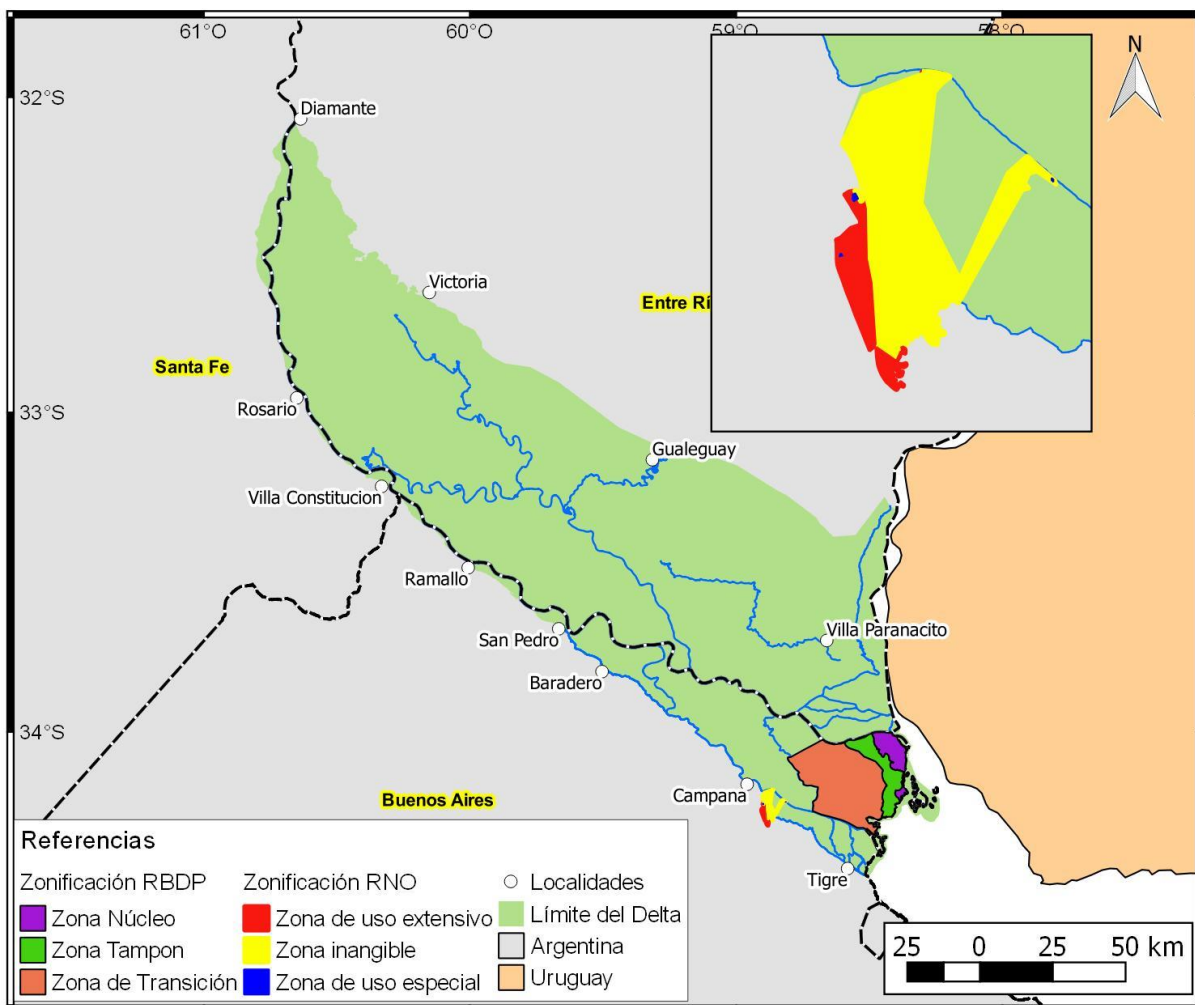 61°O 60°O 59°O 58°O
32°S
33°S
34°S
N
Diamante
Victoria
Entre Rí
Santa Fe
Rosario
Gualeguay
Villa Constitucion
Ramallo
San Pedro
Villa Paranacito
Baradero
Campana
Buenos Aires
Tigre
Referencias
Zonificación RBDP
Zona Núcleo
Zona Tampon
Zona de Transición
Zonificación RNO
Zona de uso extensivo
Zona inangible
Zona de uso especial
Localidades
Límite del Delta
Argentina
Uruguay
25 0 25 50 km